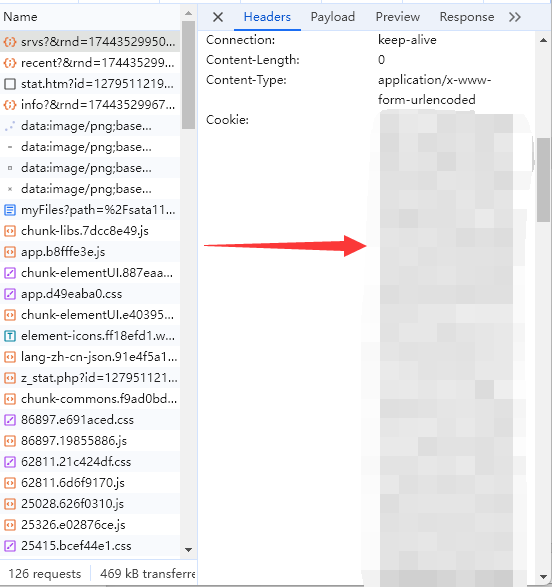 Name
Headers Payload Preview Response
srvs?&rnd=17443529950...
recent?&rnd=174435299...
stat.htm?id=1279511219...
info?&rnd=17443529967...
data:image/png;base...
data:image/png;base...
data:image/png;base...
data:image/png;base...
myFiles?path=%2Fsata11...
chunk-libs.7dcc8e49.js
app.b8fffe3e.js
chunk-elementUI.887eaa...
app.d49eaba0.css
chunk-elementUI.e40395...
element-icons.ff18efd1.w...
lang-zh-cn-json.91e4f5a1...
z_stat.php?id=127951121...
chunk-commons.f9ad0bd...
86897.e691aced.css
86897.19855886.js
62811.21c424df.css
62811.6d6f9170.js
25028.626f0310.js
25326.e02876ce.js
25415.bcef44e1.css
126 requests 469 kB transferre
Connection: keep-alive
Content-Length: 0
Content-Type: application/x-www-
form-urlencoded
Cookie: